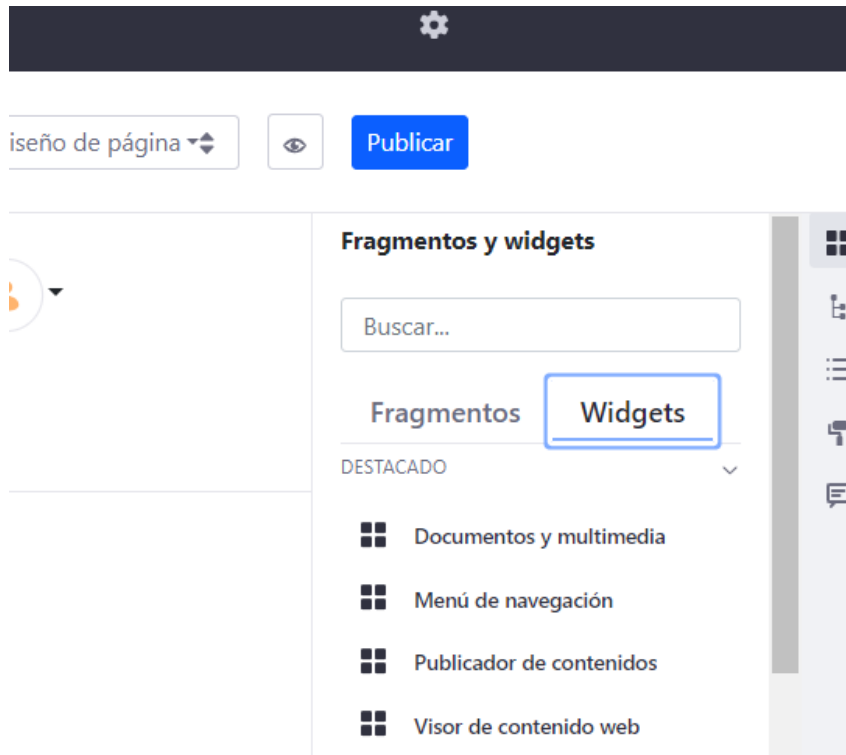 iseño de página
Publicar
Fragmentos y widgets
Buscar...
Fragmentos
Widgets
DESTACADO
Documentos y multimedia
Menú de navegación
Publicador de contenidos
Visor de contenido web